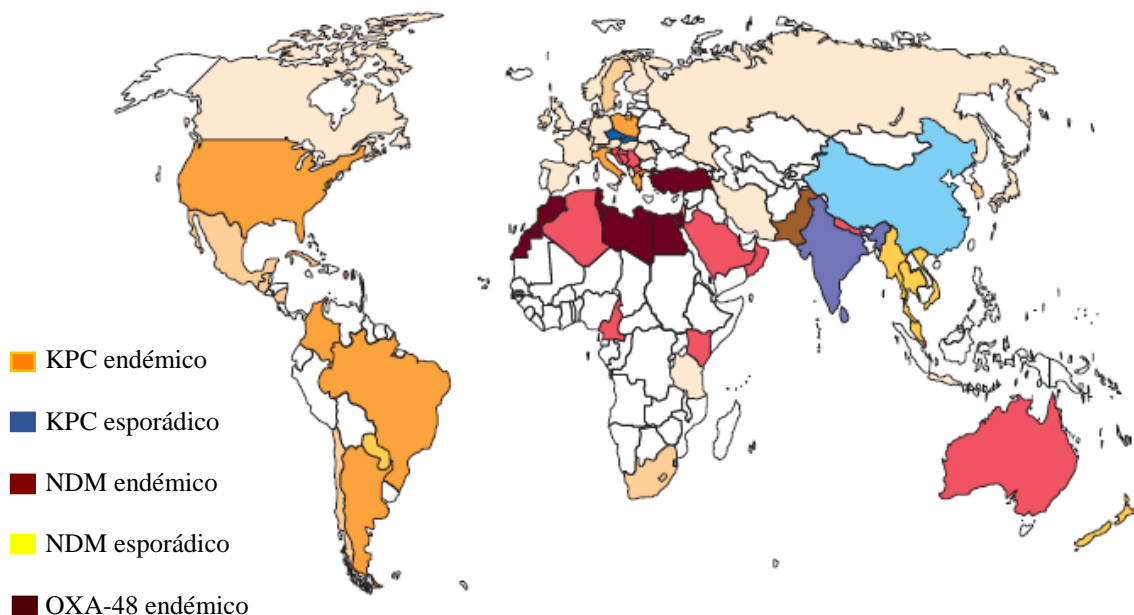 KPC endémico
KPC esporádico
NDM endémico
NDM esporádico
OXA-48 endémico